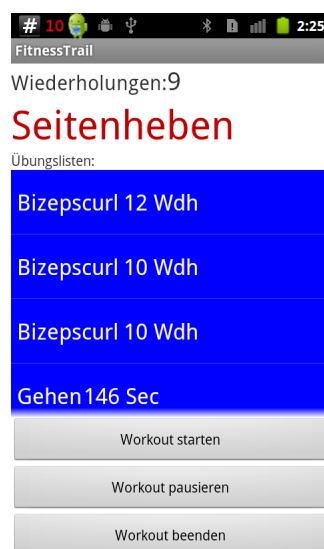 # 10 2:25
FitnessTrail
Wiederholungen:9
Seitenheben
Übungslisten:
Bizepscurl 12 Wdh
Bizepscurl 10 Wdh
Bizepscurl 10 Wdh
Gehen146 Sec
Workout starten
Workout pausieren
Workout beenden